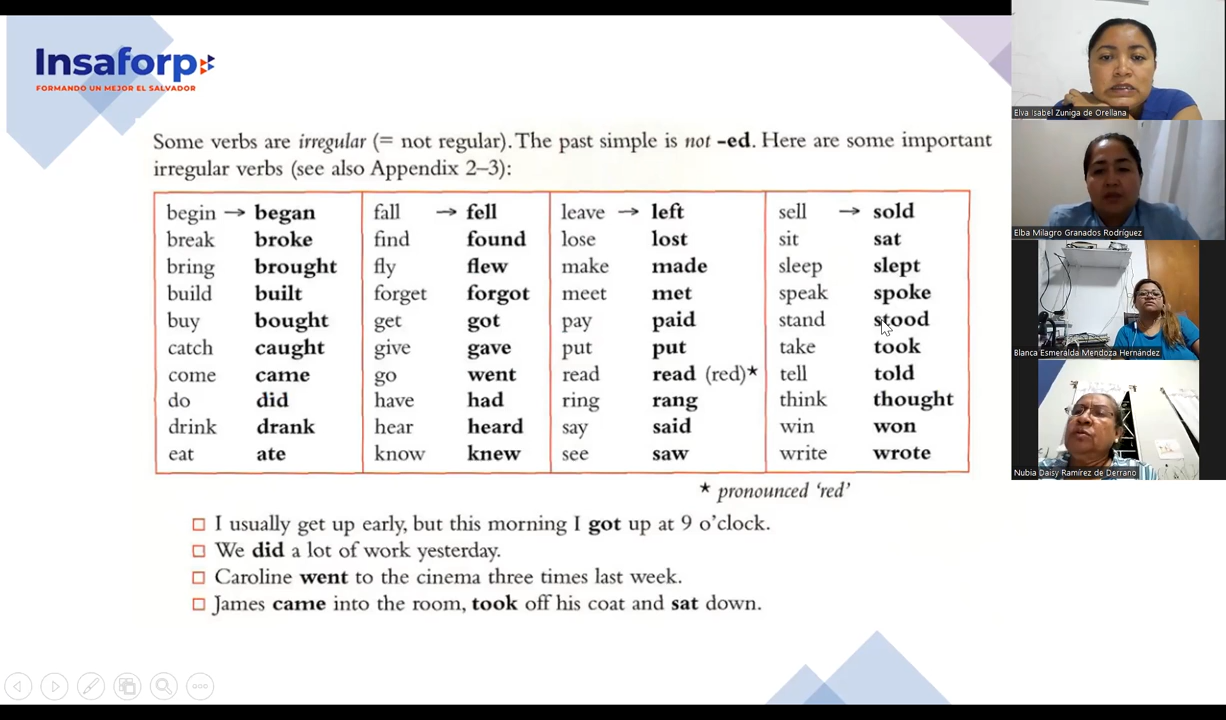 Insaforp
FORMANDO UN MEJOR EL SALVADOR
Some verbs are irregular (= not regular). The past simple is not -ed. Here are some important
irregular verbs (see also Appendix 2–3):
begin → began fall → fell leave → left sell → sold
break broke find found lose lost sit sat
bring brought fly flew make made sleep slept
build built forget forgot meet met speak spoke
buy bought get got pay paid stand stood
catch caught give gave put put take took
come came go went read read (red)* tell told
do did have had ring rang think thought
drink drank hear heard say said win won
eat ate know knew see saw write wrote
* pronounced ‘red’
I usually get up early, but this morning I got up at 9 o’clock.
We did a lot of work yesterday.
Caroline went to the cinema three times last week.
James came into the room, took off his coat and sat down.
Elva Isabel Zuniga de Orellana
Elba Milagro Granados Rodríguez
Blanca Esmeralda Mendoza Hernández
Nubia Daisy Ramírez de Derrano